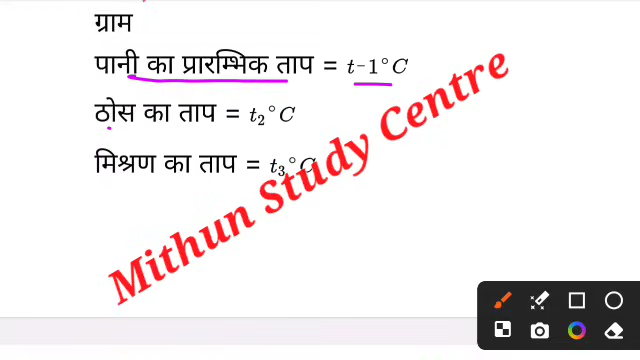 ग्राम
पानी का प्रारम्भिक ताप = t-1°C
ठोस का ताप = t₂°C
मिश्रण का ताप = t₃°C
Mithun Study Centre